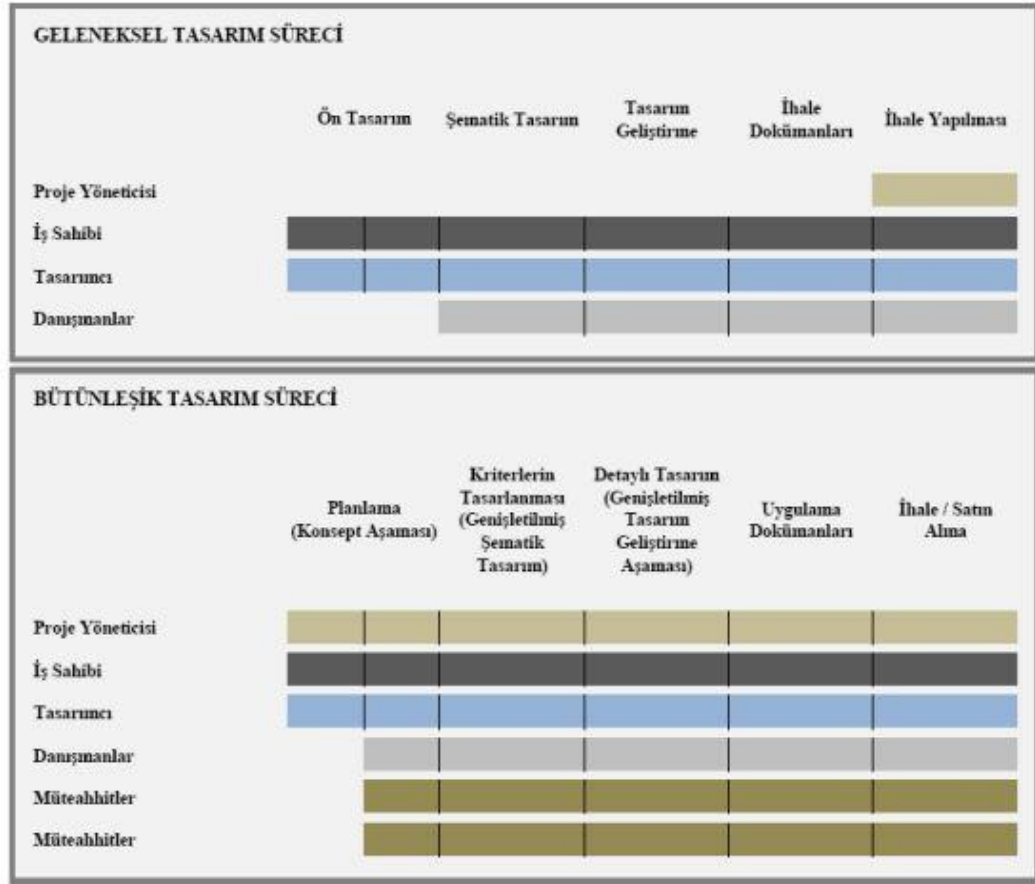 GELENEKSEL TASARIM SÜRECİ
Ön Tasarım
Şematik Tasarım
Tasarım
Geliştirme
İhale
Dokümanları
İhale Yapılması
Proje Yöneticisi
İş Sahibi
Tasarımcı
Danışmanlar
BÜTÜNLEŞİK TASARIM SÜRECİ
Planlama
(Konsept Aşaması)
Kriterlerin
Tasarlanması
(Genişletilmiş
Şematik
Tasarım)
Detaylı Tasarım
(Genişletilmiş
Tasarım
Geliştirme
Aşaması)
Uygulama
Dokümanları
İhale / Satın
Alma
Proje Yöneticisi
İş Sahibi
Tasarımcı
Danışmanlar
Müteahhitler
Müteahhitler